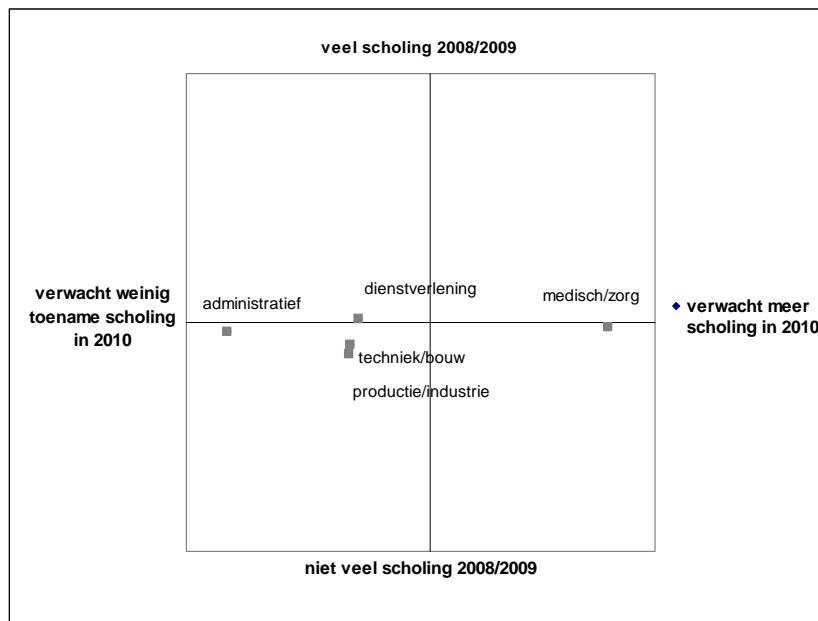 veel scholing 2008/2009
dienstverlening
medisch/zorg
administratief
verwacht weinig
toename scholing
in 2010
verwacht meer
scholing in 2010
techniek/bouw
productie/industrie
niet veel scholing 2008/2009